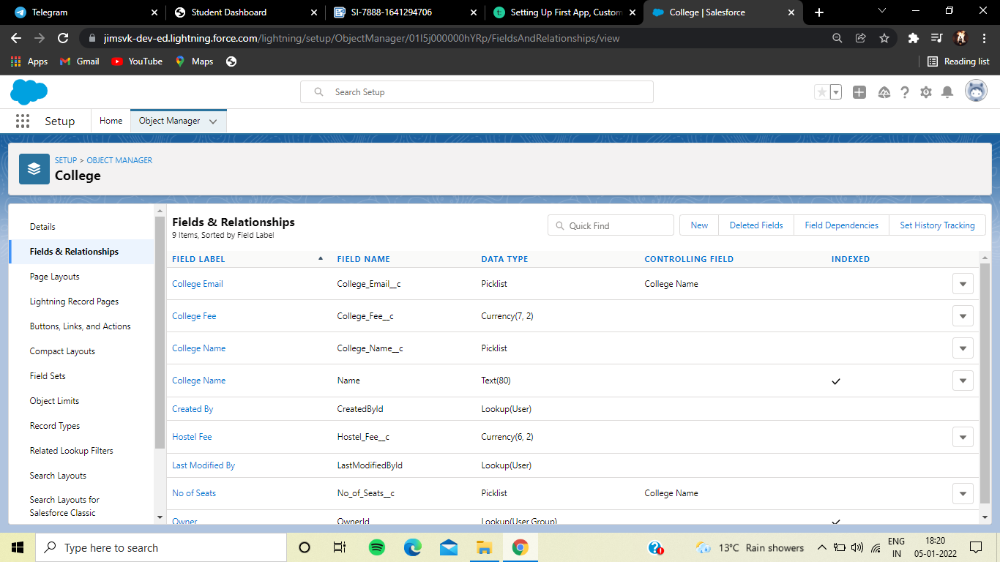 Telegram
Student Dashboard
SI-7888-1641294706
Setting Up First App, Custom
College | Salesforce
jimsvk-dev-ed.lightning.force.com/lightning/setup/ObjectManager/01I5j000000hYRp/FieldsAndRelationships/view
Apps Gmail YouTube Maps Reading list
Search Setup
Setup Home Object Manager
SETUP > OBJECT MANAGER
College
Details
Fields & Relationships
Page Layouts
Lightning Record Pages
Buttons, Links, and Actions
Compact Layouts
Field Sets
Object Limits
Record Types
Related Lookup Filters
Search Layouts
Search Layouts for
Salesforce Classic
Fields & Relationships
9 Items, Sorted by Field Label
Quick Find New Deleted Fields Field Dependencies Set History Tracking
FIELD LABEL FIELD NAME DATA TYPE CONTROLLING FIELD INDEXED
College Email College_Email__c Picklist College Name
College Fee College_Fee__c Currency(7, 2)
College Name College_Name__c Picklist
College Name Name Text(80)
Created By CreatedById Lookup(User)
Hostel Fee Hostel_Fee__c Currency(6, 2)
Last Modified By LastModifiedById Lookup(User)
No of Seats No_of_Seats__c Picklist College Name
Owner OwnerId Lookup(User,Group)
Type here to search
13°C Rain showers
ENG
IN
18:20
05-01-2022